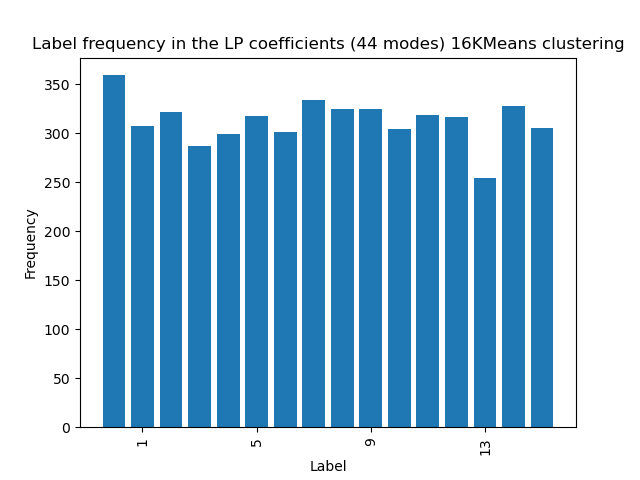 Label frequency in the LP coefficients (44 modes) 16KMeans clustering
350
300
250
200
150
100
50
0
Frequency
1 5 9 13
Label